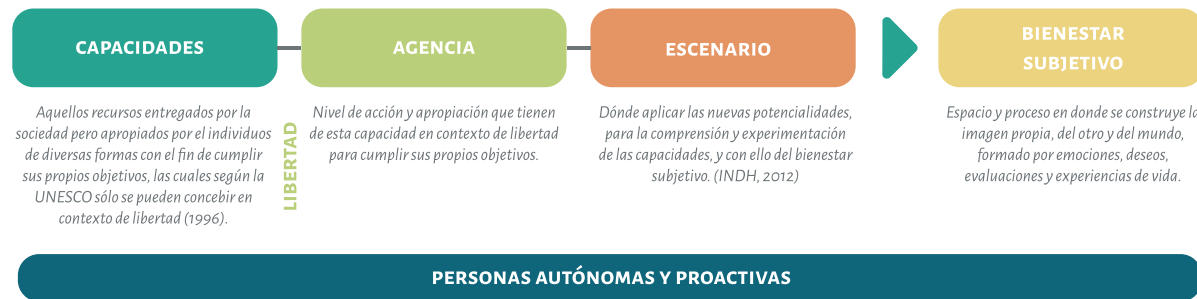 CAPACIDADES
Aquellos recursos entregados por la
sociedad pero apropiados por el individuos
de diversas formas con el fin de cumplir
sus propios objetivos, las cuales según la
UNESCO sólo se pueden concebir en
contexto de libertad (1996).
LIBERTAD
AGENCIA
Nivel de acción y apropiación que tienen
de esta capacidad en contexto de libertad
para cumplir sus propios objetivos.
ESCENARIO
Dónde aplicar las nuevas potencialidades,
para la comprensión y experimentación
de las capacidades, y con ello del bienestar
subjetivo. (INDH, 2012)
BIENESTAR
SUBJETIVO
Espacio y proceso en donde se construye la
imagen propia, del otro y del mundo,
formado por emociones, deseos,
evaluaciones y experiencias de vida.
PERSONAS AUTÓNOMAS Y PROACTIVAS